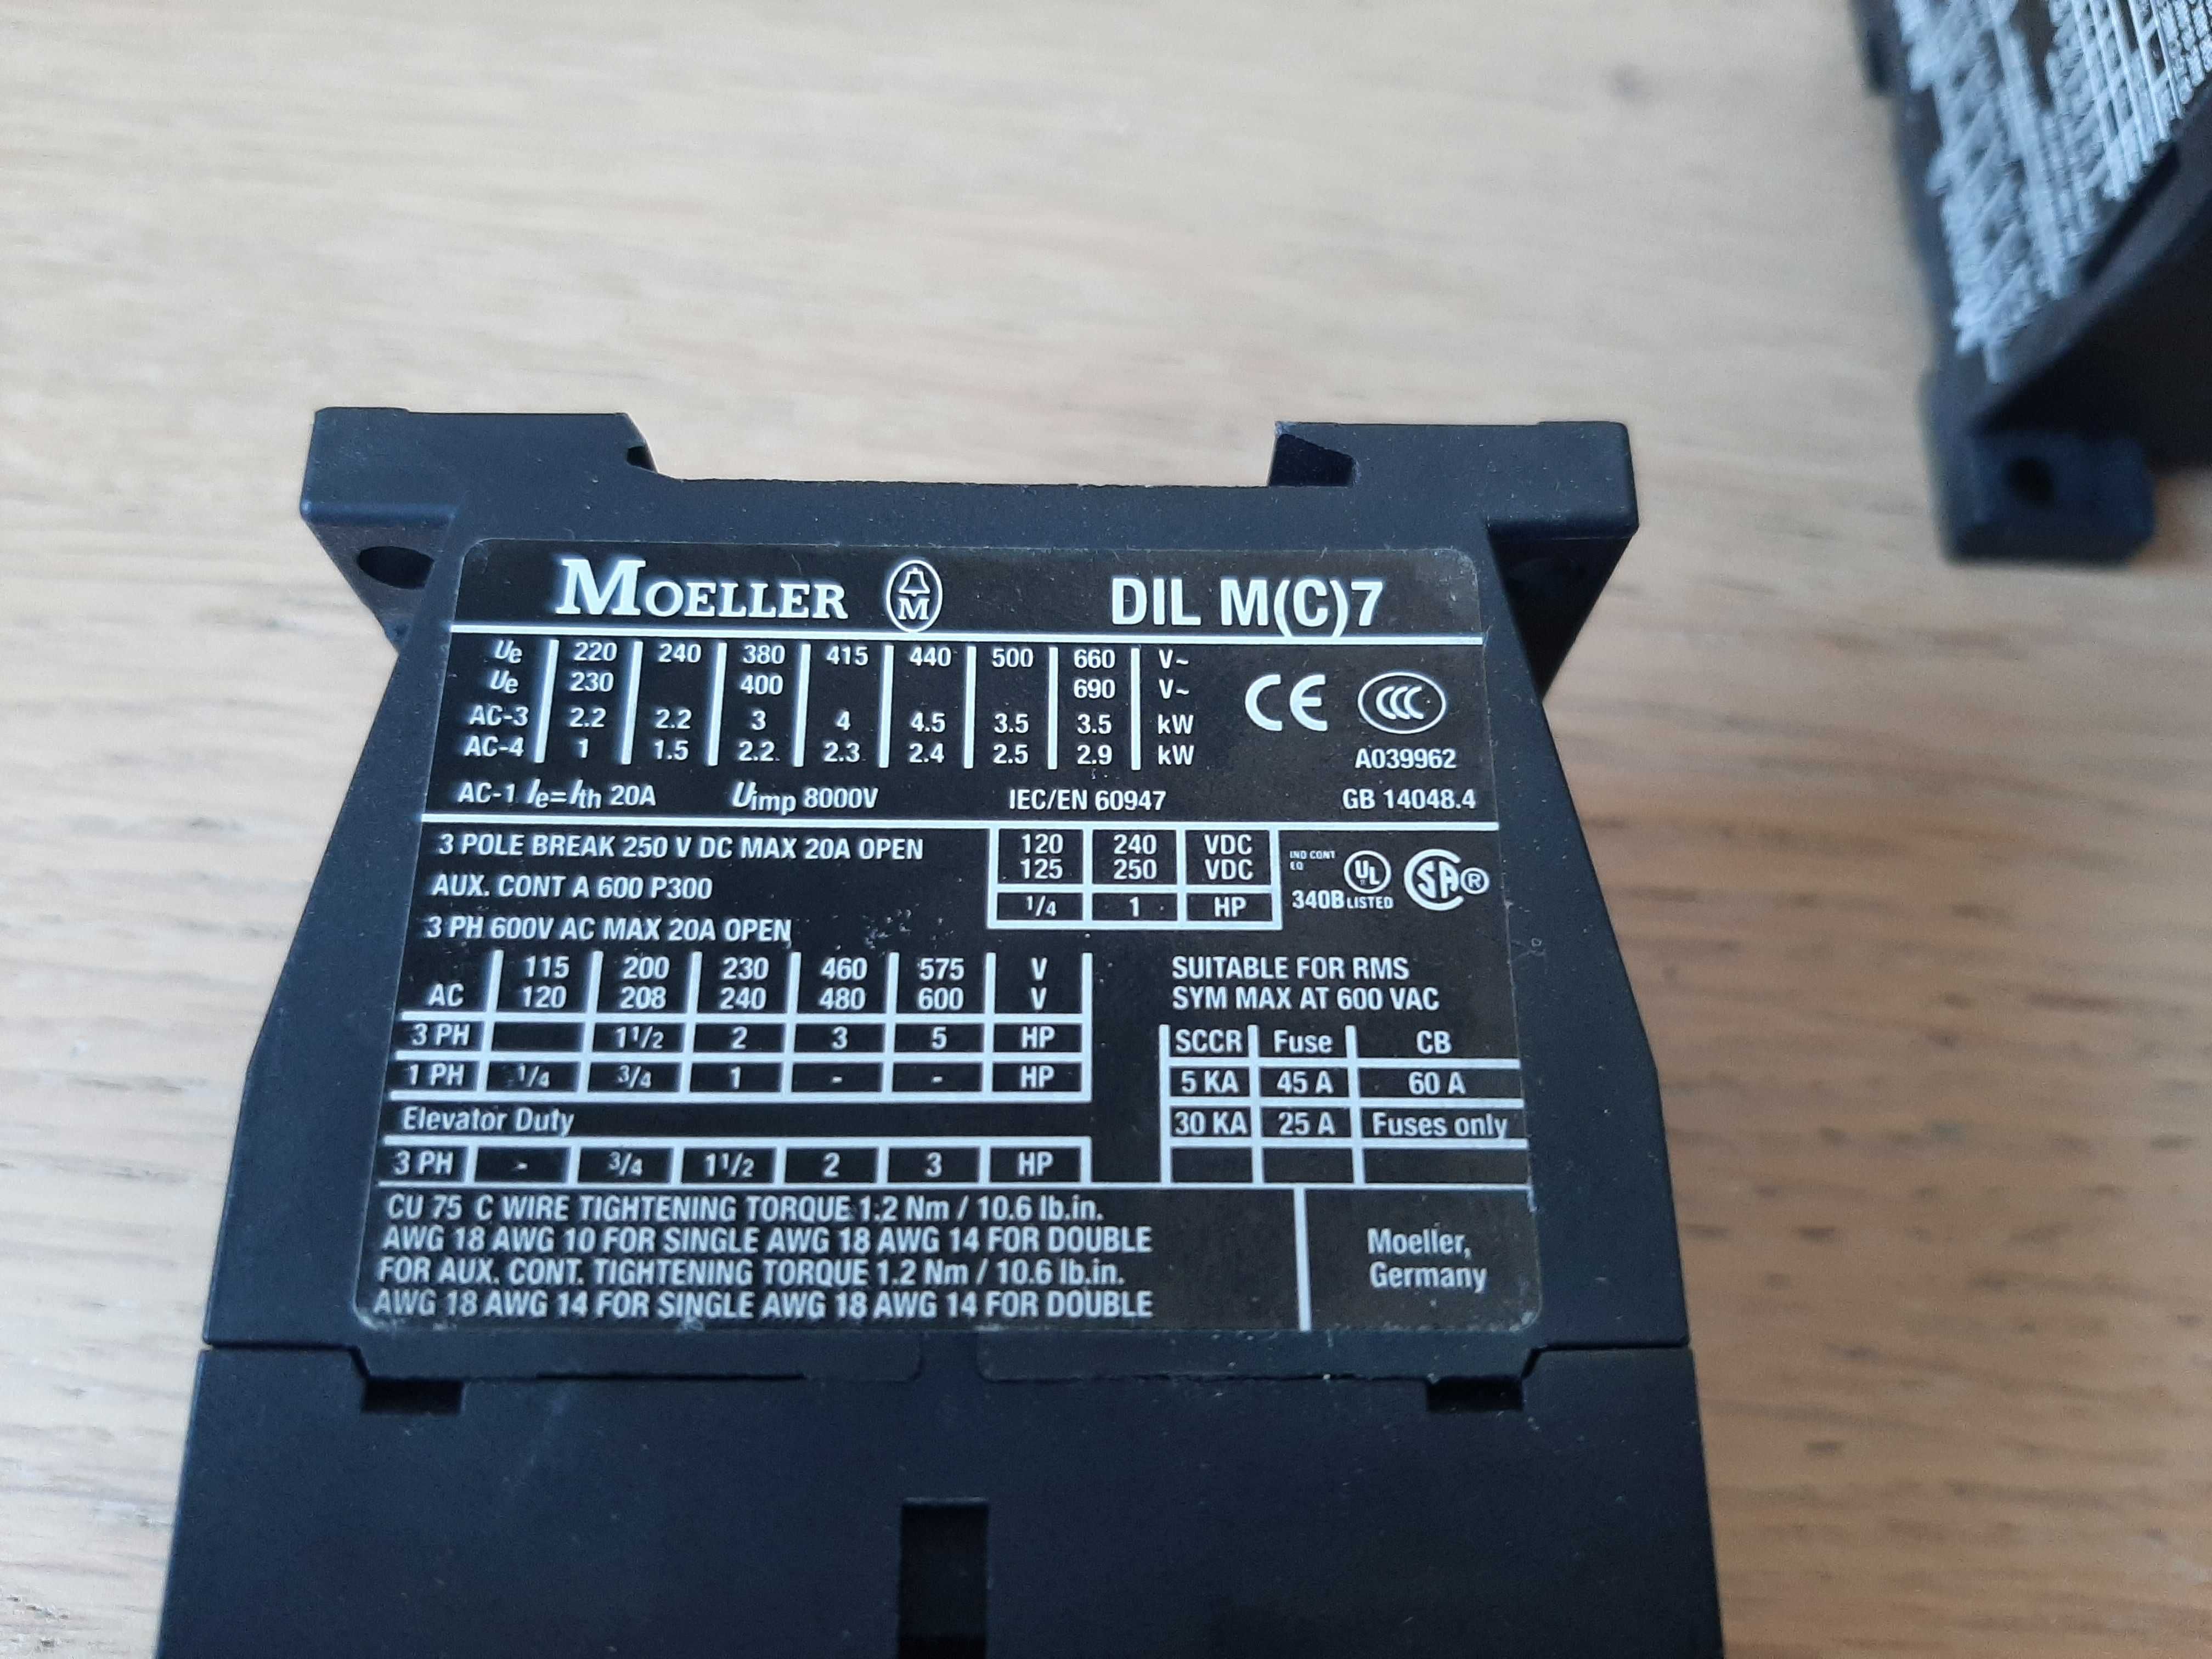 MOELLER M DIL M(C)7
Ue 220 240 380 415 440 500 660 V~
Ue 230 400 690 V~
AC-3 2.2 2.2 3 4 4.5 3.5 3.5 kW
AC-4 1 1.5 2.2 2.3 2.4 2.5 2.9 kW
CE CCC
A039962
AC-1 Ie=Ith 20A Uimp 8000V IEC/EN 60947 GB 14048.4
3 POLE BREAK 250 V DC MAX 20A OPEN
AUX. CONT A 600 P300
3 PH 600V AC MAX 20A OPEN
120 240 VDC
125 250 VDC
1/4 1 HP
IND CONT
EQ
UL
340B LISTED
SA®
115 200 230 460 575 V
AC 120 208 240 480 600 V
3 PH 1 1/2 2 3 5 HP
1 PH 1/4 3/4 1 - - HP
Elevator Duty
3 PH - 3/4 1 1/2 2 3 HP
SUITABLE FOR RMS
SYM MAX AT 600 VAC
SCCR Fuse CB
5 KA 45 A 60 A
30 KA 25 A Fuses only
CU 75 C WIRE TIGHTENING TORQUE 1.2 Nm / 10.6 lb.in.
AWG 18 AWG 10 FOR SINGLE AWG 18 AWG 14 FOR DOUBLE
FOR AUX. CONT. TIGHTENING TORQUE 1.2 Nm / 10.6 lb.in.
AWG 18 AWG 14 FOR SINGLE AWG 18 AWG 14 FOR DOUBLE
Moeller,
Germany